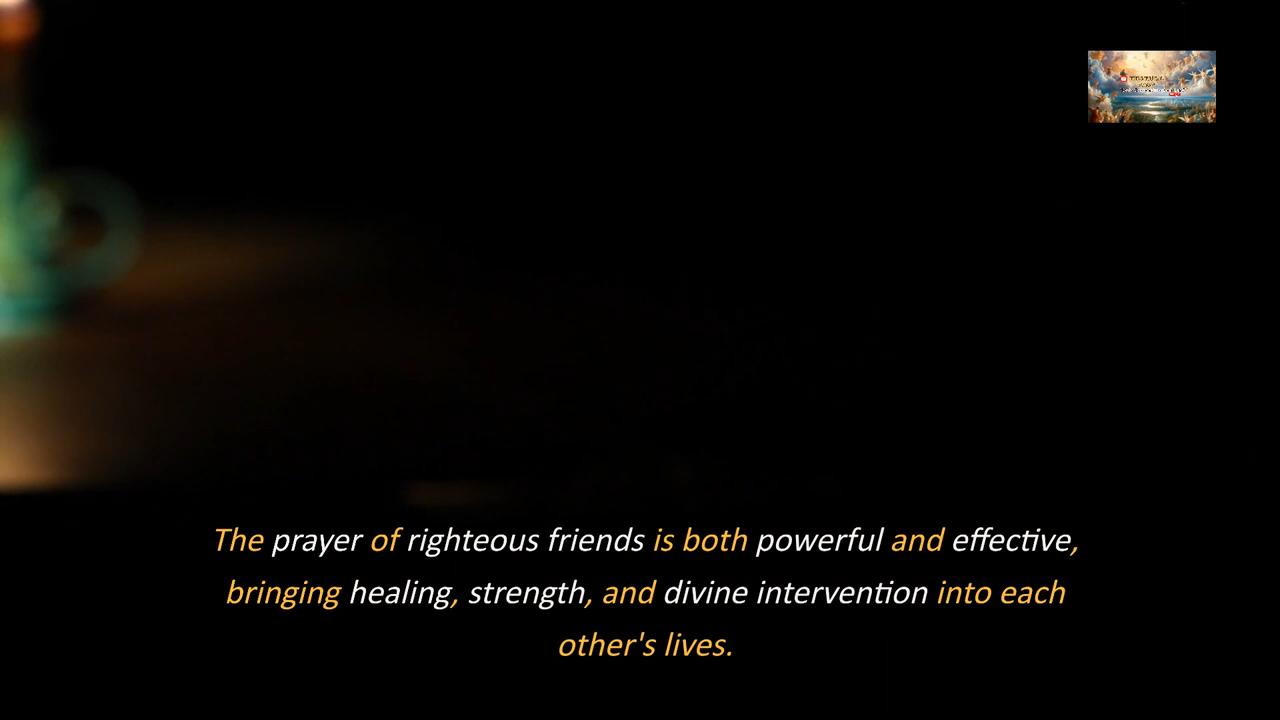 The prayer of righteous friends is both powerful and effective,
bringing healing, strength, and divine intervention into each
other's lives.